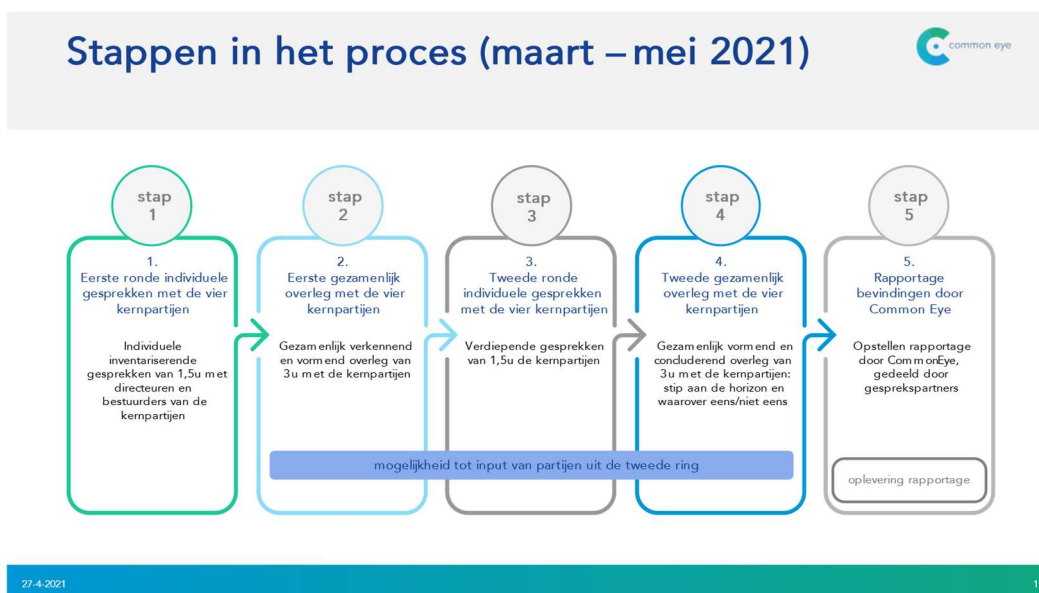 Stappen in het proces (maart – mei 2021)
common eye
stap
1
1.
Eerste ronde individuele
gesprekken met de vier
kernpartijen
Individuele
inventariserende
gesprekken van 1,5u met
directeuren en
bestuurders van de
kernpartijen
stap
2
2.
Eerste gezamenlijk
overleg met de vier
kernpartijen
Gezamenlijk verkennend
en vormend overleg van
3u met de kernpartijen
stap
3
3.
Tweede ronde
individuele gesprekken
met de vier kernpartijen
Verdiepende gesprekken
van 1,5u de kernpartijen
stap
4
4.
Tweede gezamenlijk
overleg met de vier
kernpartijen
Gezamenlijk vormend en
concluderend overleg van
3u met de kernpartijen:
stip aan de horizon en
waarover eens/niet eens
stap
5
5.
Rapportage
bevindingen door
Common Eye
Opstellen rapportage
door CommonEye,
gedeeld door
gesprekspartners
mogelijkheid tot input van partijen uit de tweede ring
oplevering rapportage
27-4-2021
1